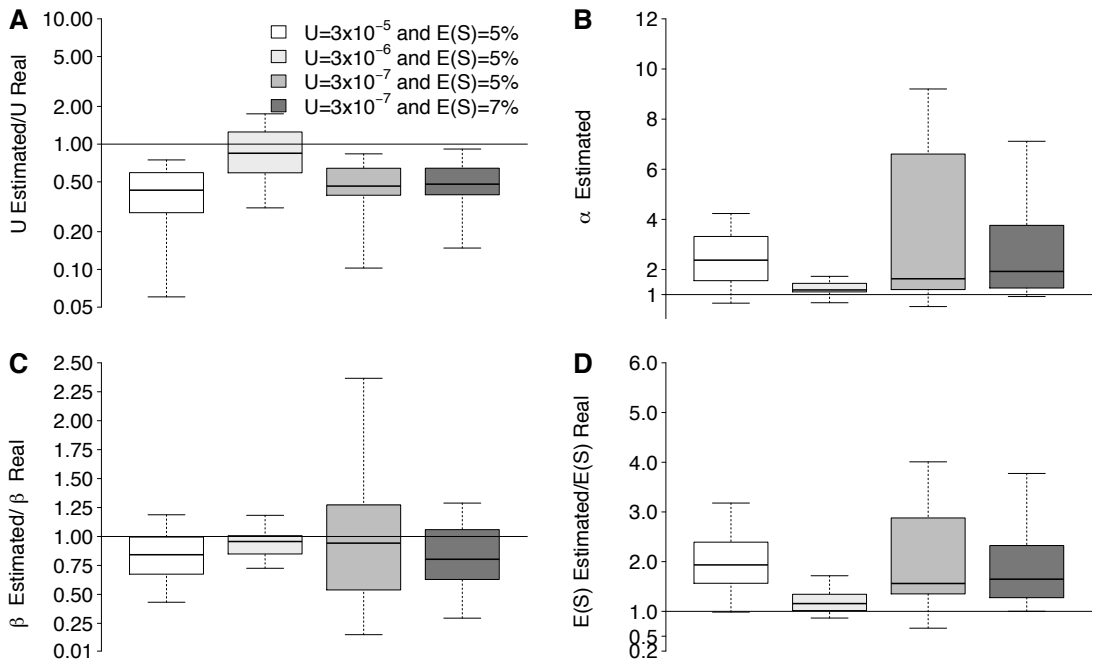 A
U Estimated/U Real
10.00
5.00
2.00
1.00
0.50
0.20
0.10
0.05
U=3x10⁻⁵ and E(S)=5%
U=3x10⁻⁶ and E(S)=5%
U=3x10⁻⁷ and E(S)=5%
U=3x10⁻⁷ and E(S)=7%
B
α Estimated
12
10
8
6
4
2
1
C
β Estimated/ β Real
2.50
2.25
2.00
1.75
1.50
1.25
1.00
0.75
0.50
0.25
0.01
D
E(S) Estimated/E(S) Real
6.0
5.0
4.0
3.0
2.0
1.0
0.5
0.2